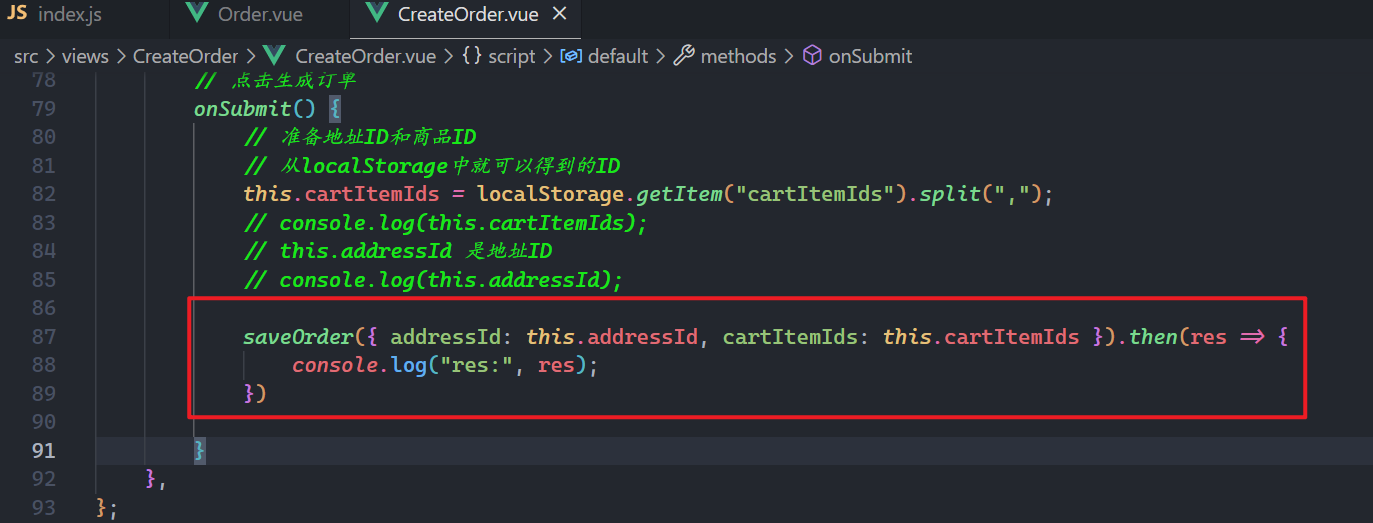 JS index.js Order.vue CreateOrder.vue ×
src > views > CreateOrder > CreateOrder.vue > {} script > default > methods > onSubmit
78 // 点击生成订单
79 onSubmit() {
80 // 准备地址ID和商品ID
81 // 从localStorage中就可以得到的ID
82 this.cartItemIds = localStorage.getItem("cartItemIds").split(",");
83 // console.log(this.cartItemIds);
84 // this.addressId 是地址ID
85 // console.log(this.addressId);
86
87 saveOrder({ addressId: this.addressId, cartItemIds: this.cartItemIds }).then(res => {
88 console.log("res:", res);
89 })
90
91 }
92 },
93 };